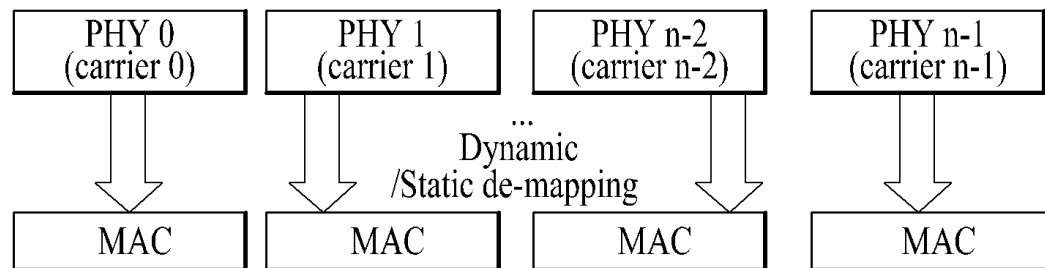 PHY 0
(carrier 0)
PHY 1
(carrier 1)
PHY n-2
(carrier n-2)
PHY n-1
(carrier n-1)
...
Dynamic
/Static de-mapping
MAC
MAC
MAC
MAC